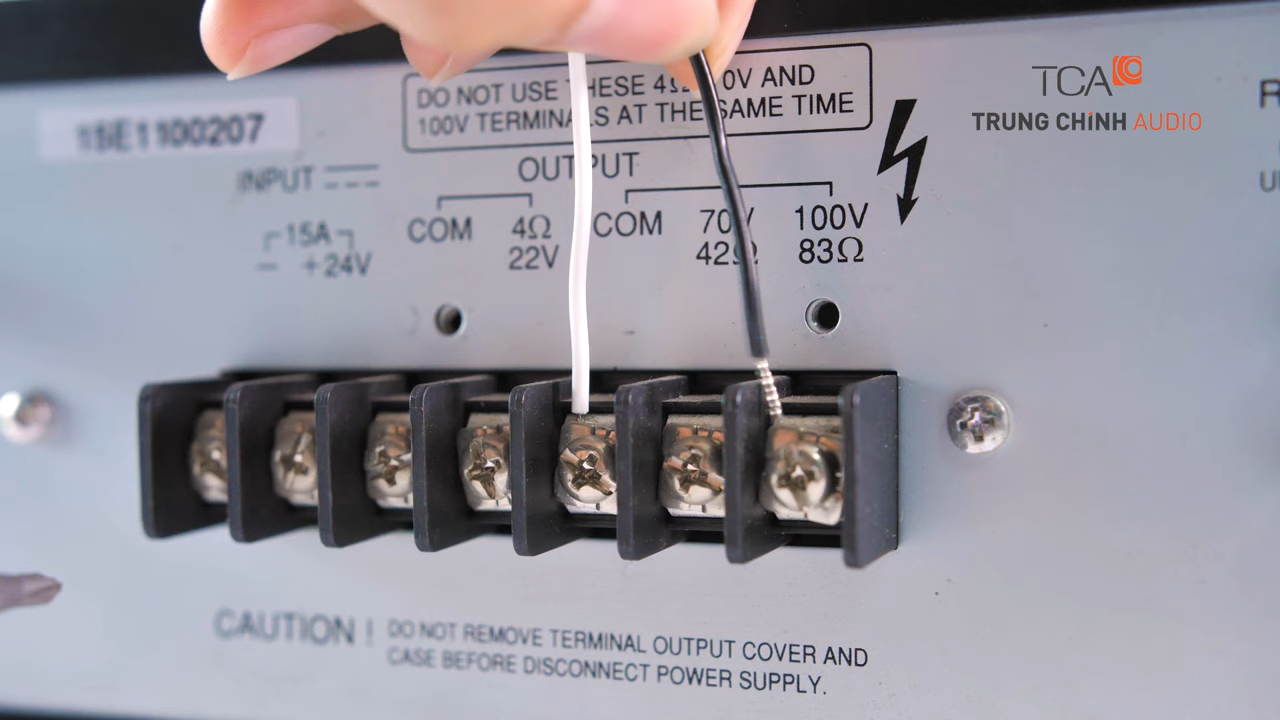 TCA
TRUNG CHÍNH AUDIO
DO NOT USE THESE 4Ω 70V AND
100V TERMINALS AT THE SAME TIME
19E1100207
INPUT
OUTPUT
COM 4Ω COM 70V 100V
22V 42Ω 83Ω
15A
- +24V
CAUTION ! DO NOT REMOVE TERMINAL OUTPUT COVER AND
CASE BEFORE DISCONNECT POWER SUPPLY.